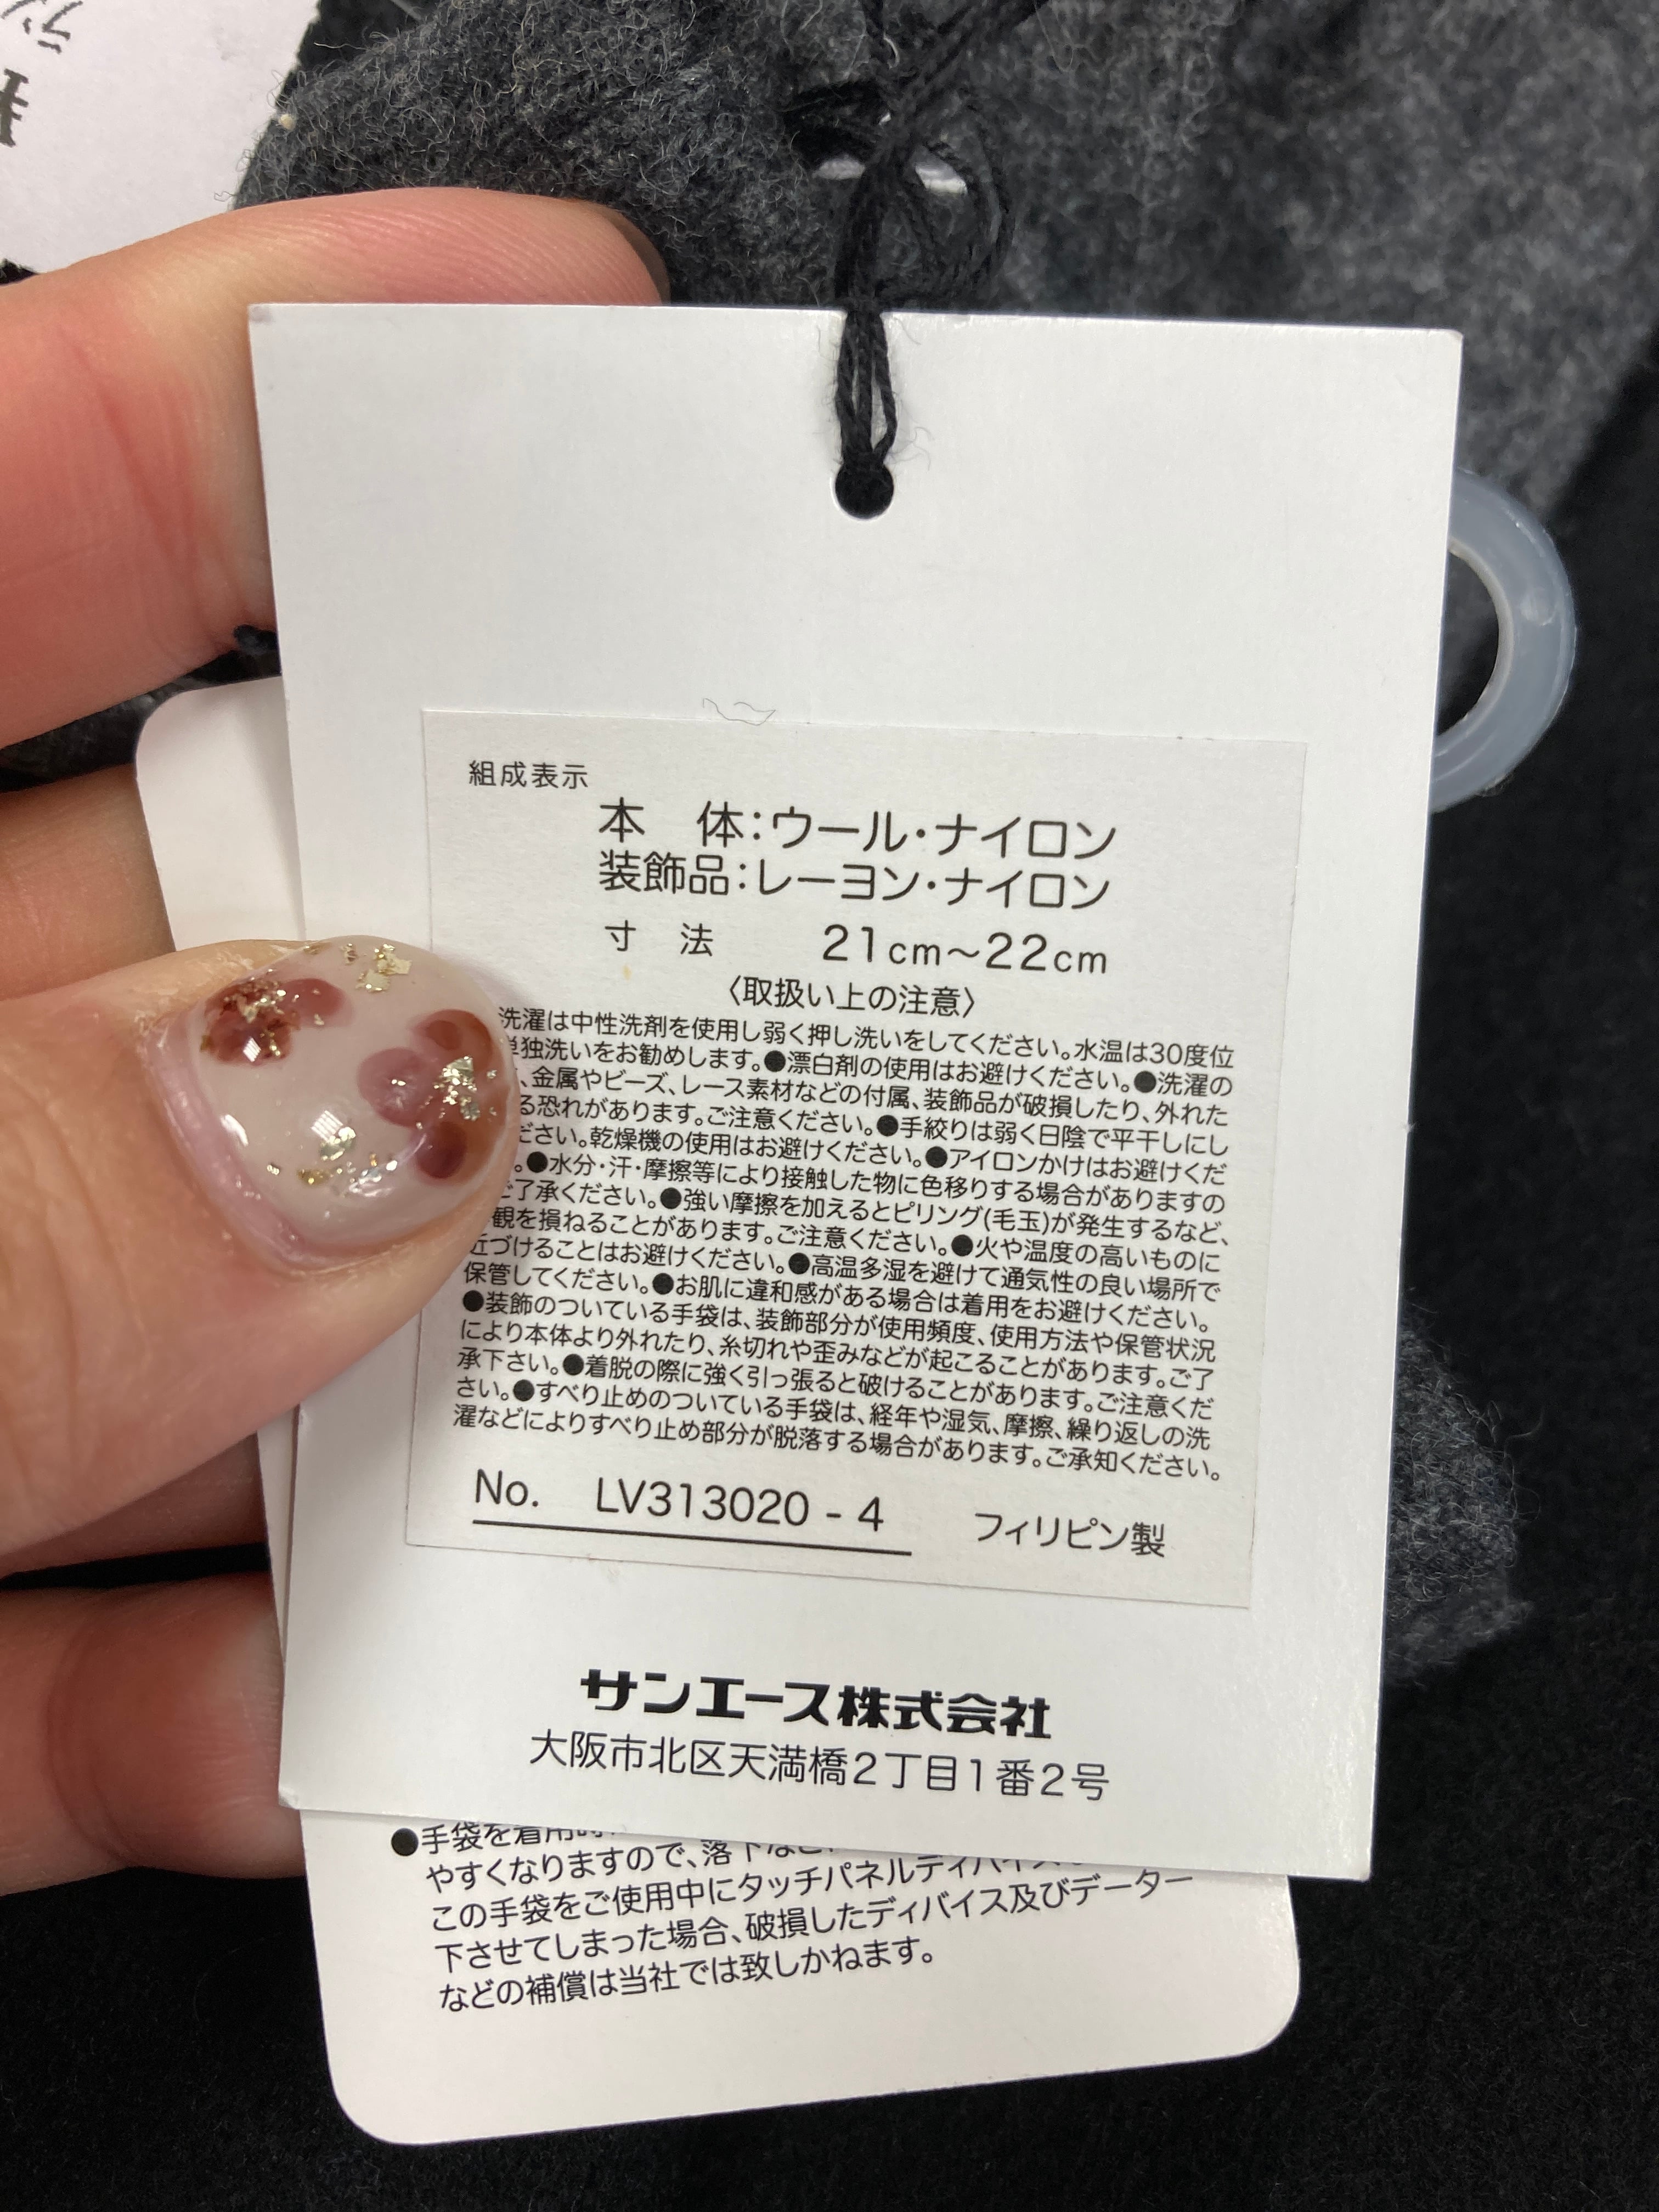 組成表示
本 体：ウール・ナイロン
装飾品：レーヨン・ナイロン
寸 法 21cm～22cm
〈取扱い上の注意〉
洗濯は中性洗剤を使用し弱く押し洗いをしてください。水温は30度位
単独洗いをお勧めします。●漂白剤の使用はお避けください。●洗濯の
、金属やビーズ、レース素材などの付属、装飾品が破損したり、外れた
る恐れがあります。ご注意ください。●手絞りは弱く日陰で平干しにし
ださい。乾燥機の使用はお避けください。●アイロンかけはお避けくだ
。●水分・汗・摩擦等により接触した物に色移りする場合がありますの
ご了承ください。●強い摩擦を加えるとピリング(毛玉)が発生するなど、
観を損ねることがあります。ご注意ください。●火や温度の高いものに
近づけることはお避けください。●高温多湿を避けて通気性の良い場所で
保管してください。●お肌に違和感がある場合は着用をお避けください。
●装飾のついている手袋は、装飾部分が使用頻度、使用方法や保管状況
により本体より外れたり、糸切れや歪みなどが起こることがあります。ご了
承下さい。●着脱の際に強く引っ張ると破けることがあります。ご注意くだ
さい。●すべり止めのついている手袋は、経年や湿気、摩擦、繰り返しの洗
濯などによりすべり止め部分が脱落する場合があります。ご承知ください。
No. LV313020 - 4 フィリピン製
サンエース株式会社
大阪市北区天満橋2丁目1番2号
●手袋を着用時
やすくなりますので、落下など
この手袋をご使用中にタッチパネルディバイス
下させてしまった場合、破損したディバイス及びデーター
などの補償は当社では致しかねます。